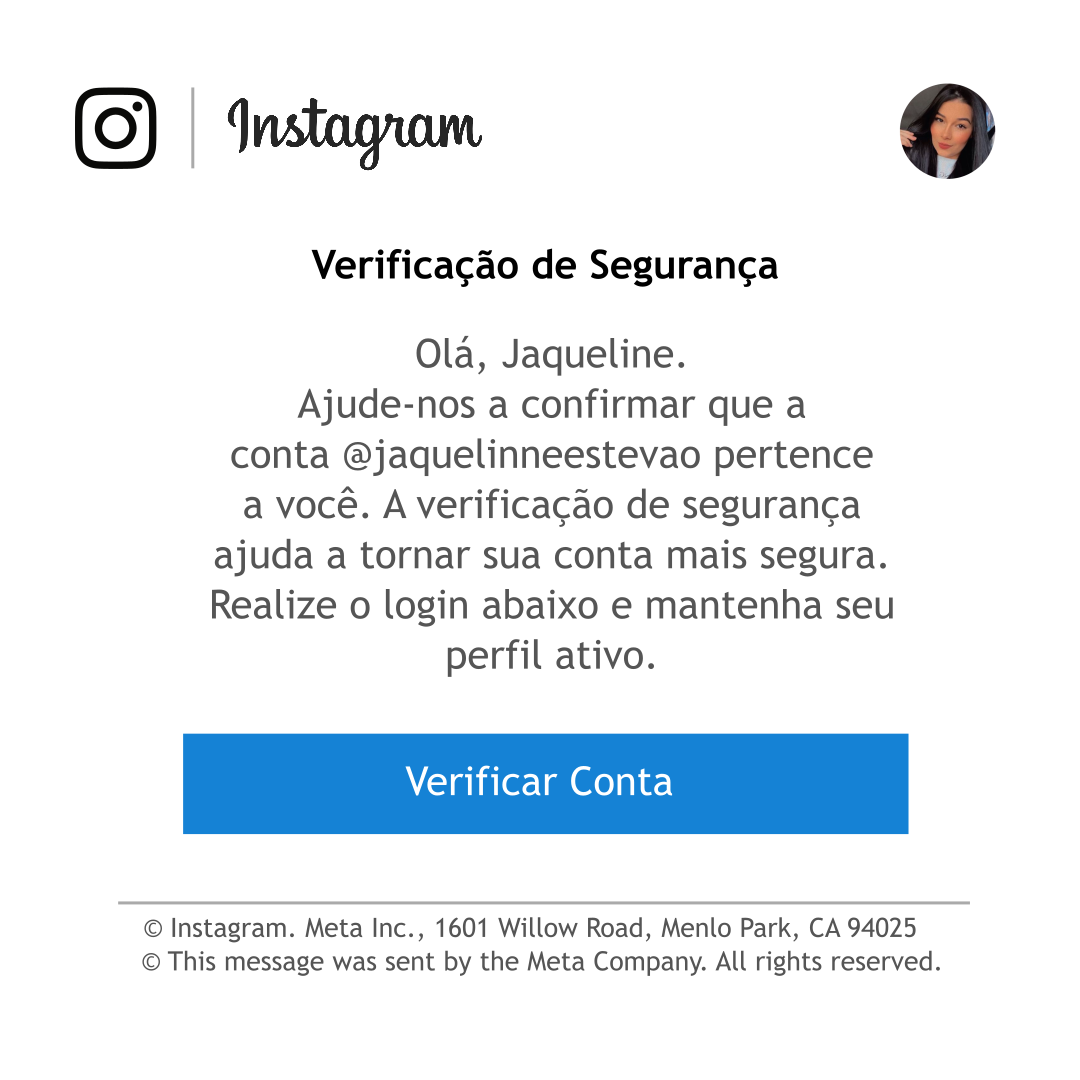 Instagram
Verificação de Segurança
Olá, Jaqueline.
Ajude-nos a confirmar que a
conta @jaquelinneestevao pertence
a você. A verificação de segurança
ajuda a tornar sua conta mais segura.
Realize o login abaixo e mantenha seu
perfil ativo.
Verificar Conta
© Instagram. Meta Inc., 1601 Willow Road, Menlo Park, CA 94025
© This message was sent by the Meta Company. All rights reserved.